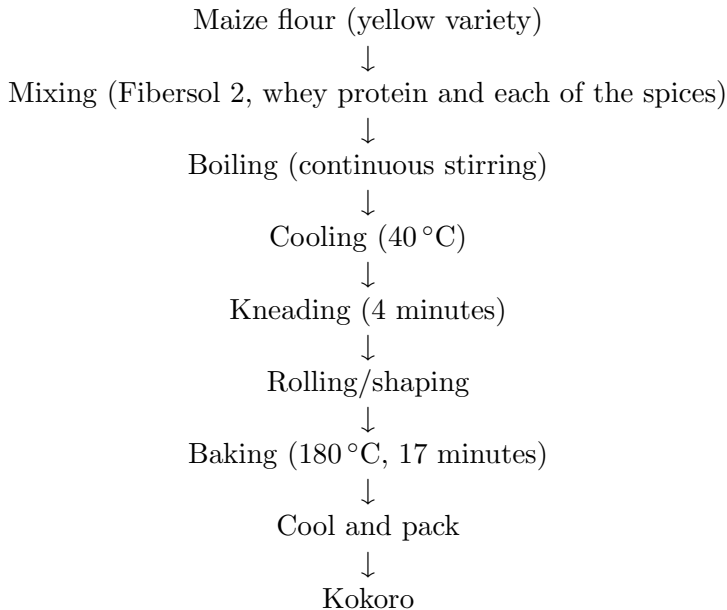 Maize flour (yellow variety)
↓
Mixing (Fibersol 2, whey protein and each of the spices)
↓
Boiling (continuous stirring)
↓
Cooling (40 °C)
↓
Kneading (4 minutes)
↓
Rolling/shaping
↓
Baking (180 °C, 17 minutes)
↓
Cool and pack
↓
Kokoro